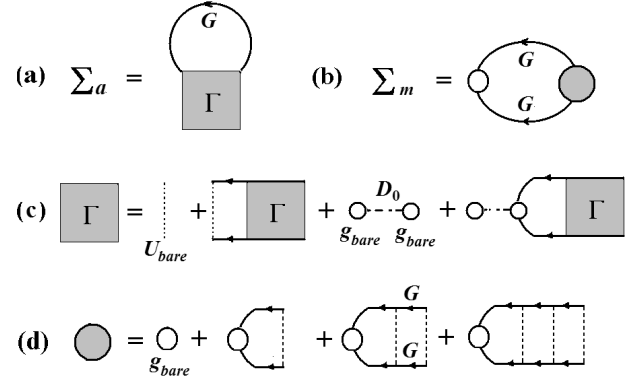 G
(a) Σa = Γ
(b) Σm = G G
(c) Γ = Ubare + Γ + D0 gbare gbare + Γ
(d) = gbare + + G G +